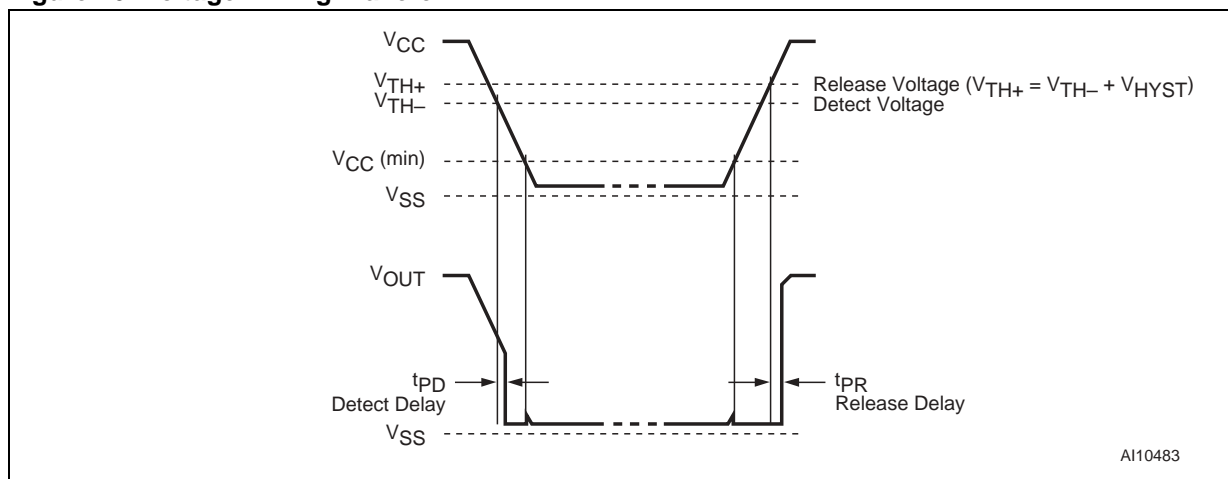 VCC
VTH+
Release Voltage (VTH+ = VTH– + VHYST)
VTH–
Detect Voltage
VCC (min)
VSS
VOUT
tPD
Detect Delay
tPR
Release Delay
VSS
AI10483